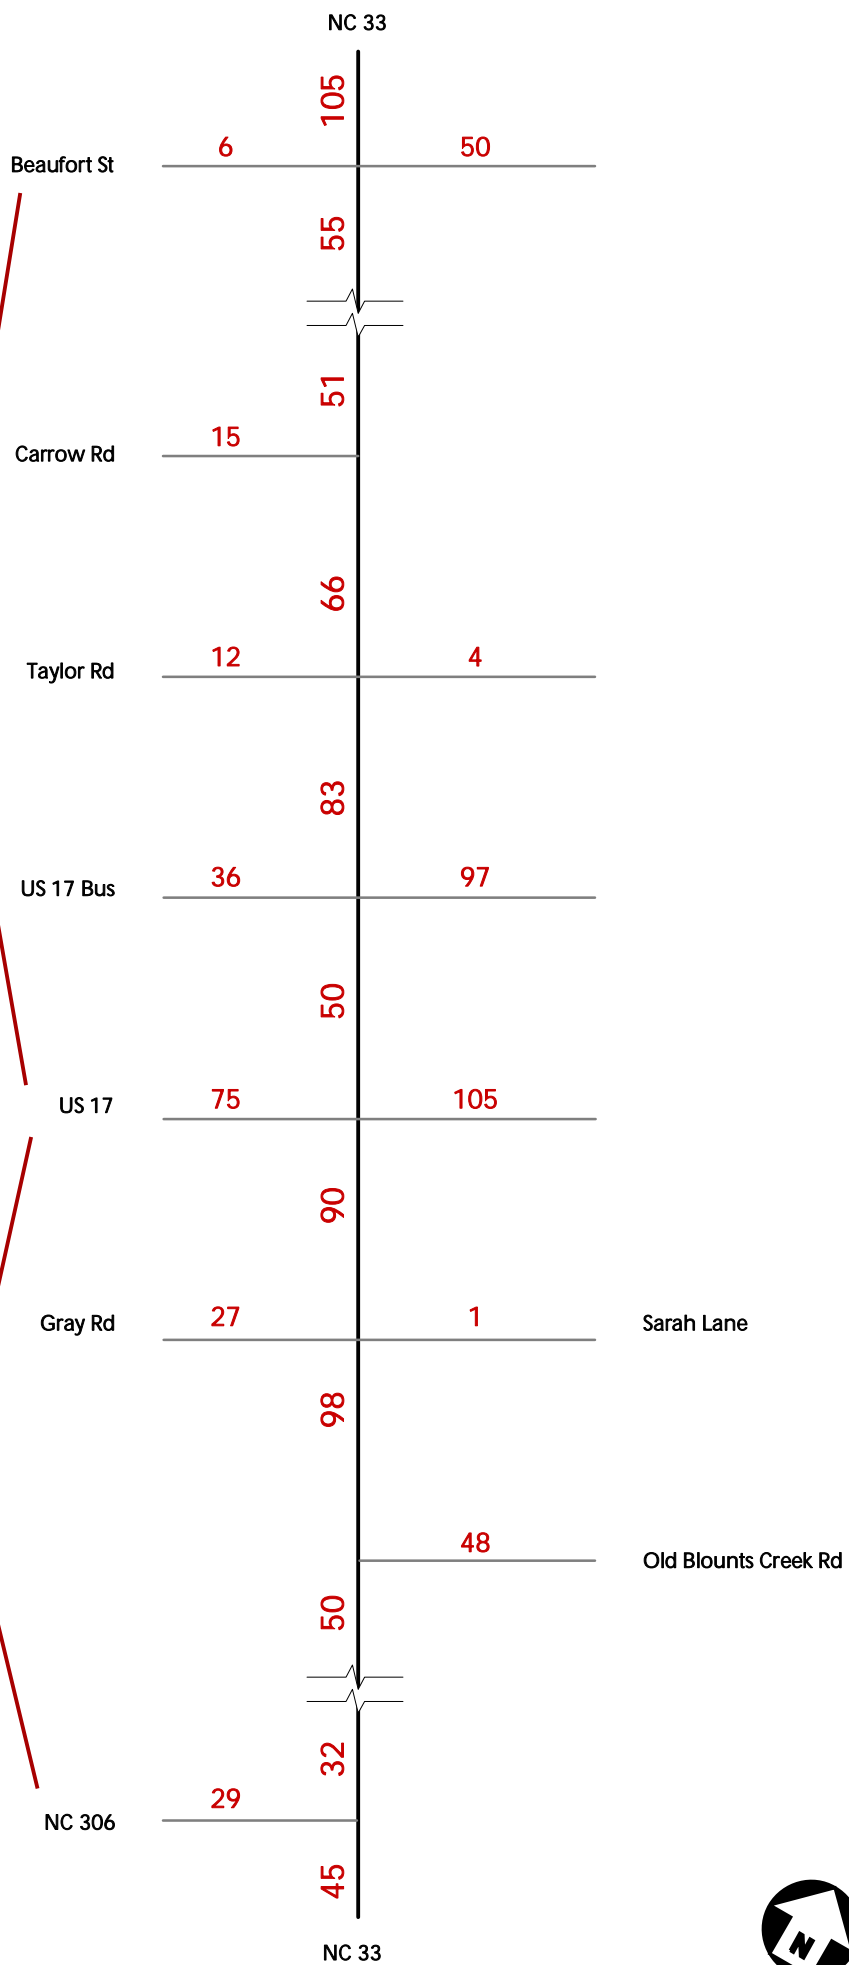 NC 33
105
6
50
Beaufort St
55
51
15
Carrow Rd
66
12
4
Taylor Rd
83
36
97
US 17 Bus
50
75
105
US 17
90
27
1
Gray Rd
Sarah Lane
98
48
Old Blounts Creek Rd
50
32
29
NC 306
45
N
NC 33